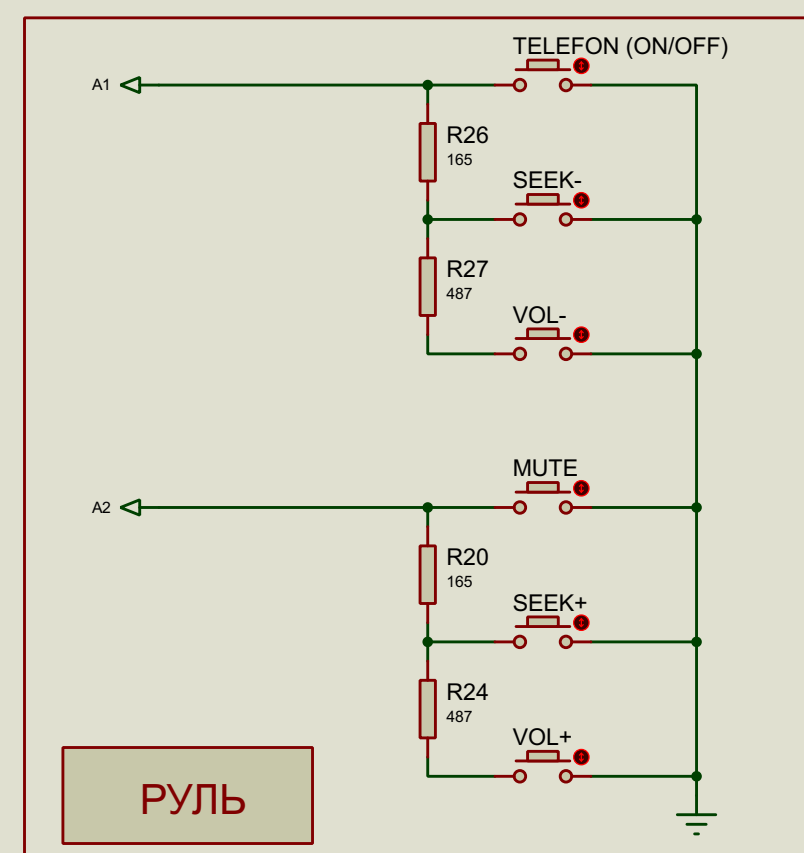 TELEFON (ON/OFF)
A1
R26
165
SEEK-
R27
487
VOL-
MUTE
A2
R20
165
SEEK+
R24
487
VOL+
РУЛЬ